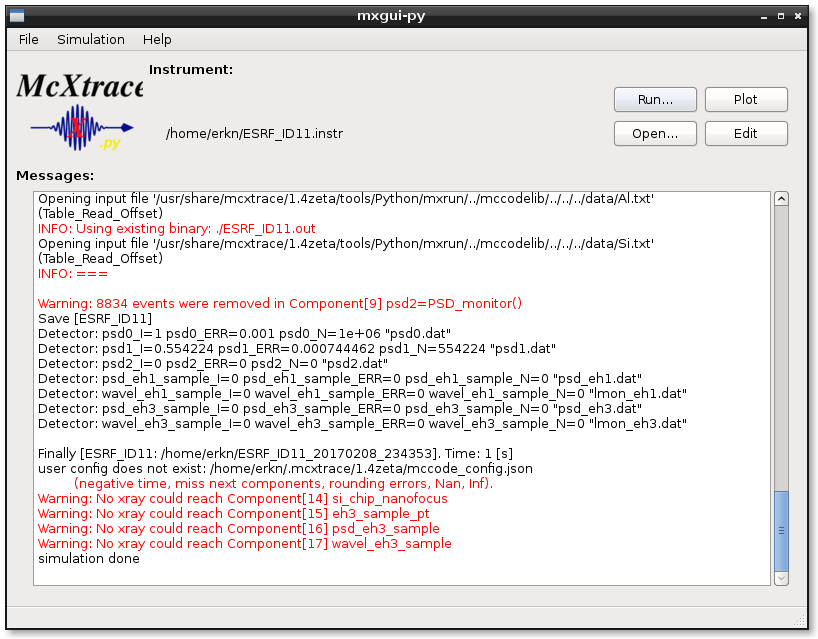 mxgui-py
File Simulation Help
McXtrace
.py
Instrument:
/home/erkn/ESRF_ID11.instr
Run...
Plot
Open...
Edit
Messages:
Opening input file '/usr/share/mcxtrace/1.4zeta/tools/Python/mxrun/../mccodelib/../../../data/Al.txt'
(Table_Read_Offset)
INFO: Using existing binary: ./ESRF_ID11.out
Opening input file '/usr/share/mcxtrace/1.4zeta/tools/Python/mxrun/../mccodelib/../../../data/Si.txt'
(Table_Read_Offset)
INFO: ===
Warning: 8834 events were removed in Component[9] psd2=PSD_monitor()
Save [ESRF_ID11]
Detector: psd0_I=1 psd0_ERR=0.001 psd0_N=1e+06 "psd0.dat"
Detector: psd1_I=0.554224 psd1_ERR=0.000744462 psd1_N=554224 "psd1.dat"
Detector: psd2_I=0 psd2_ERR=0 psd2_N=0 "psd2.dat"
Detector: psd_eh1_sample_I=0 psd_eh1_sample_ERR=0 psd_eh1_sample_N=0 "psd_eh1.dat"
Detector: wavel_eh1_sample_I=0 wavel_eh1_sample_ERR=0 wavel_eh1_sample_N=0 "lmon_eh1.dat"
Detector: psd_eh3_sample_I=0 psd_eh3_sample_ERR=0 psd_eh3_sample_N=0 "psd_eh3.dat"
Detector: wavel_eh3_sample_I=0 wavel_eh3_sample_ERR=0 wavel_eh3_sample_N=0 "lmon_eh3.dat"
Finally [ESRF_ID11: /home/erkn/ESRF_ID11_20170208_234353]. Time: 1 [s]
user config does not exist: /home/erkn/.mcxtrace/1.4zeta/mccode_config.json
(negative time, miss next components, rounding errors, Nan, Inf).
Warning: No xray could reach Component[14] si_chip_nanofocus
Warning: No xray could reach Component[15] eh3_sample_pt
Warning: No xray could reach Component[16] psd_eh3_sample
Warning: No xray could reach Component[17] wavel_eh3_sample
simulation done